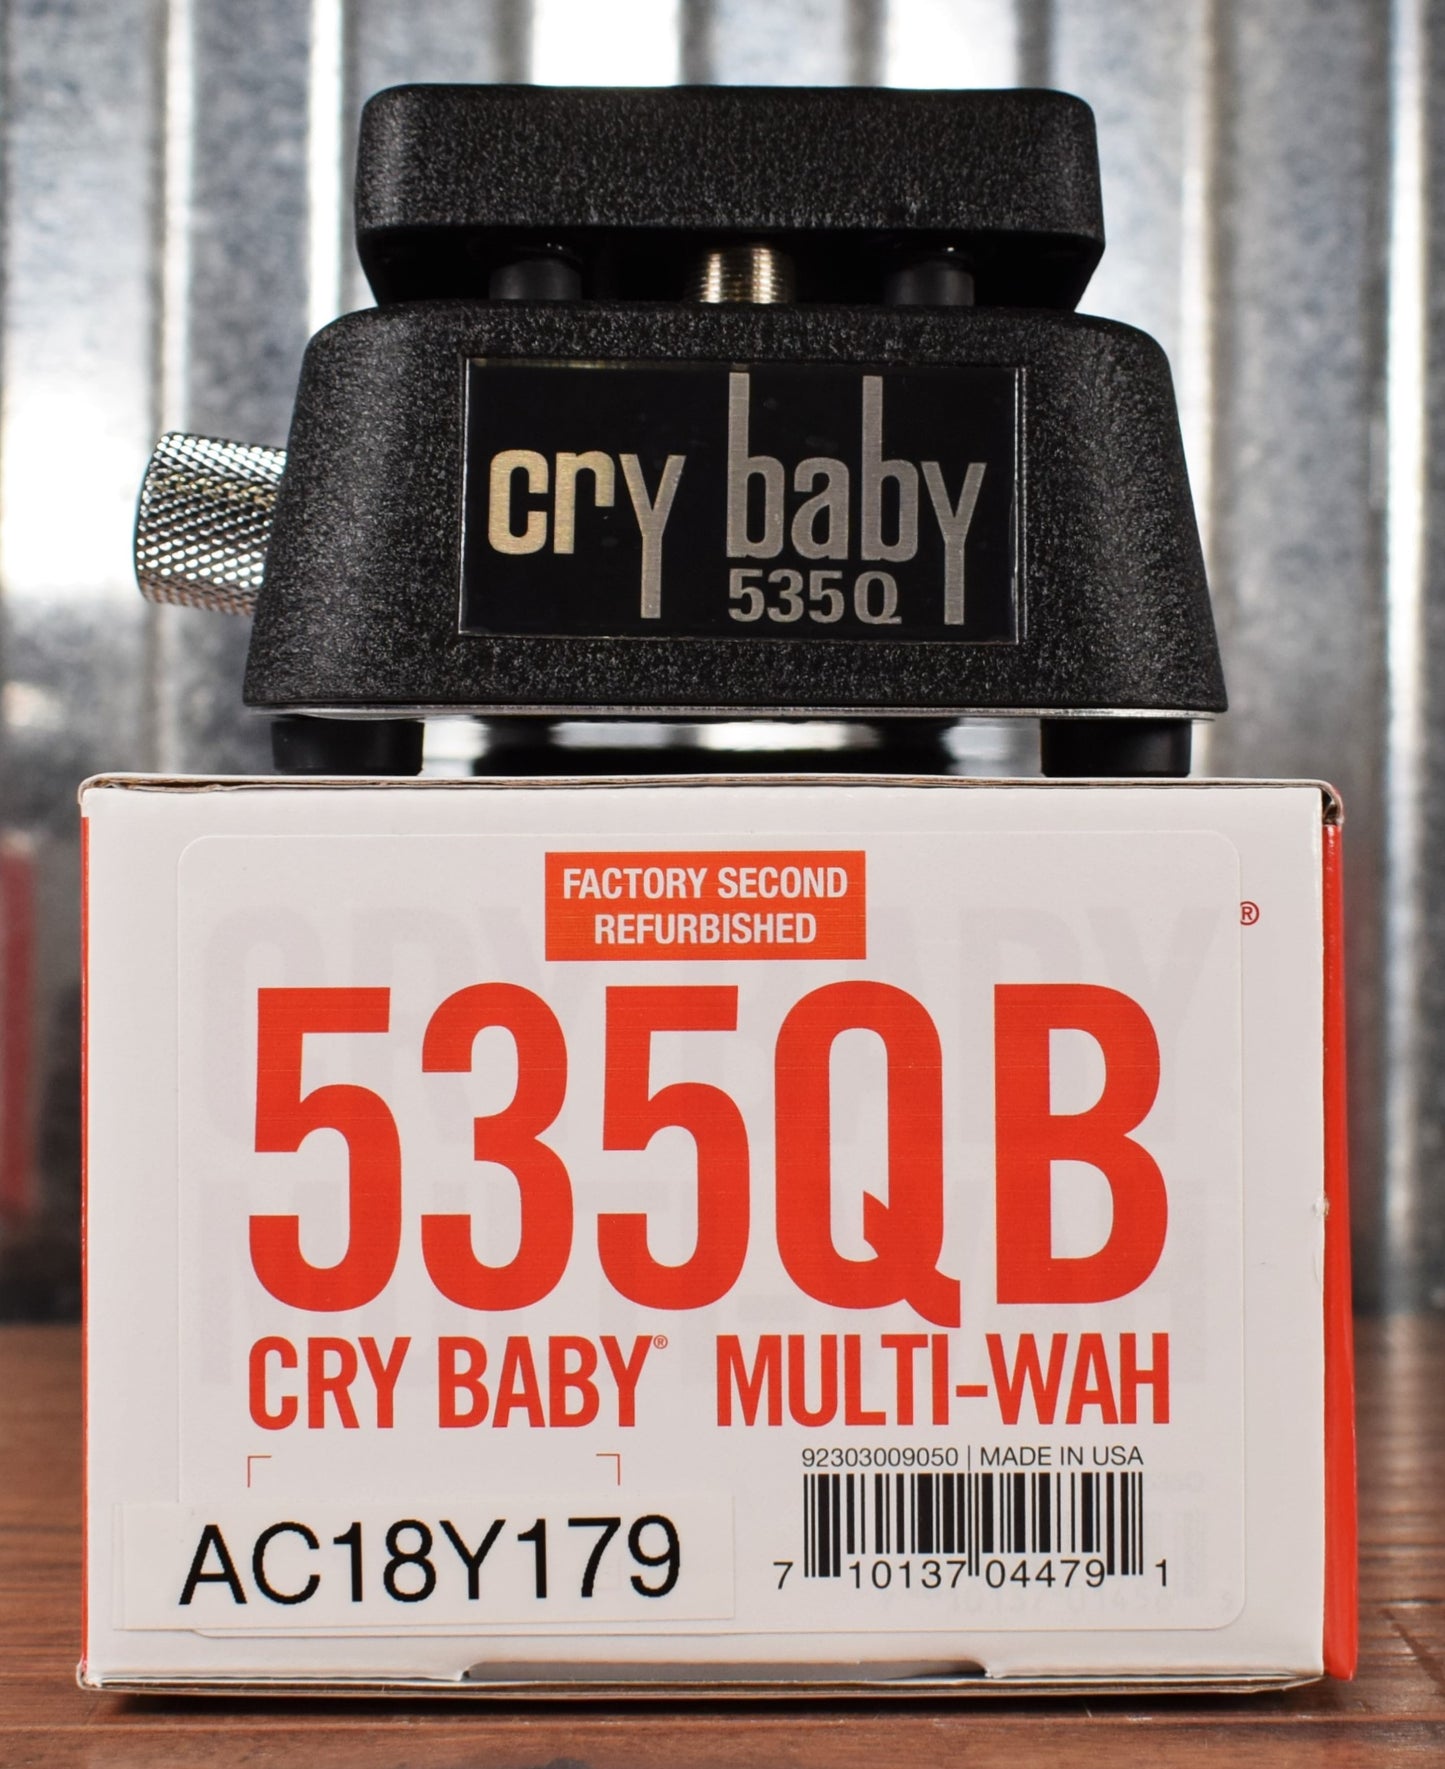 cry baby
535Q
FACTORY SECOND
REFURBISHED
®
535QB
CRY BABY® MULTI-WAH
92303009050 | MADE IN USA
AC18Y179
7 10137 04479 1